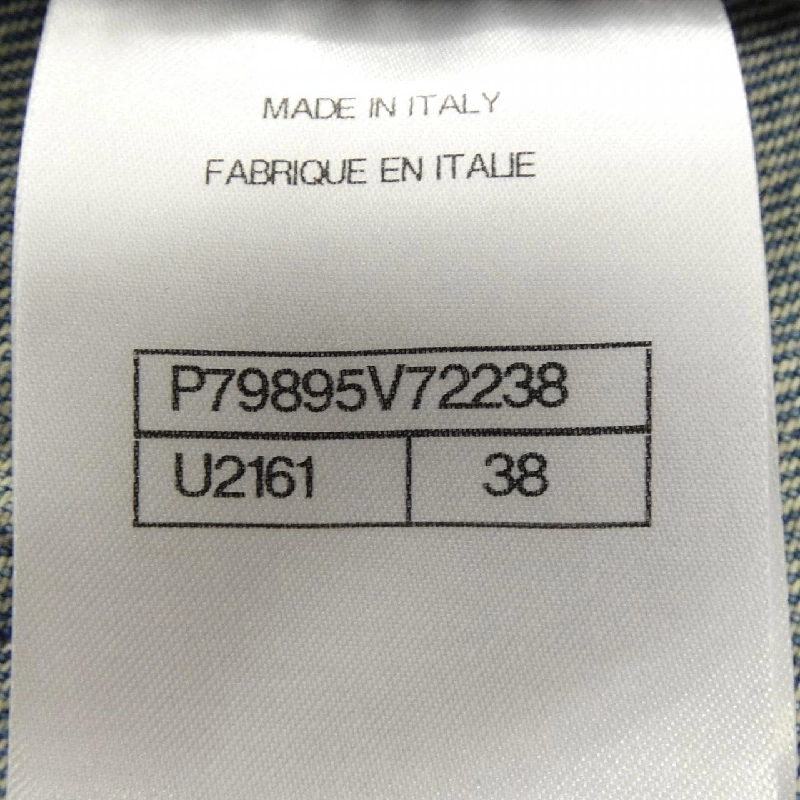 MADE IN ITALY
FABRIQUE EN ITALIE
P79895V72238
U2161 38